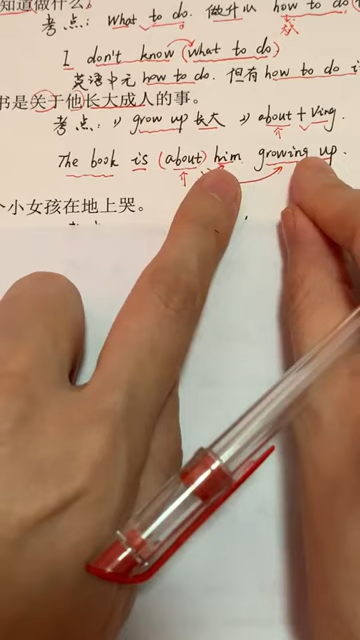 知道做什么
考点: what to do. 做什么 how to do
I don't know (what to do)
英语中无 how to do. 但有 how to do i
书是关于他长大成人的事。
考点: 1) grow up 长大 2) about + Ving.
The book is (about) him growing up.
个小女孩在地上哭。